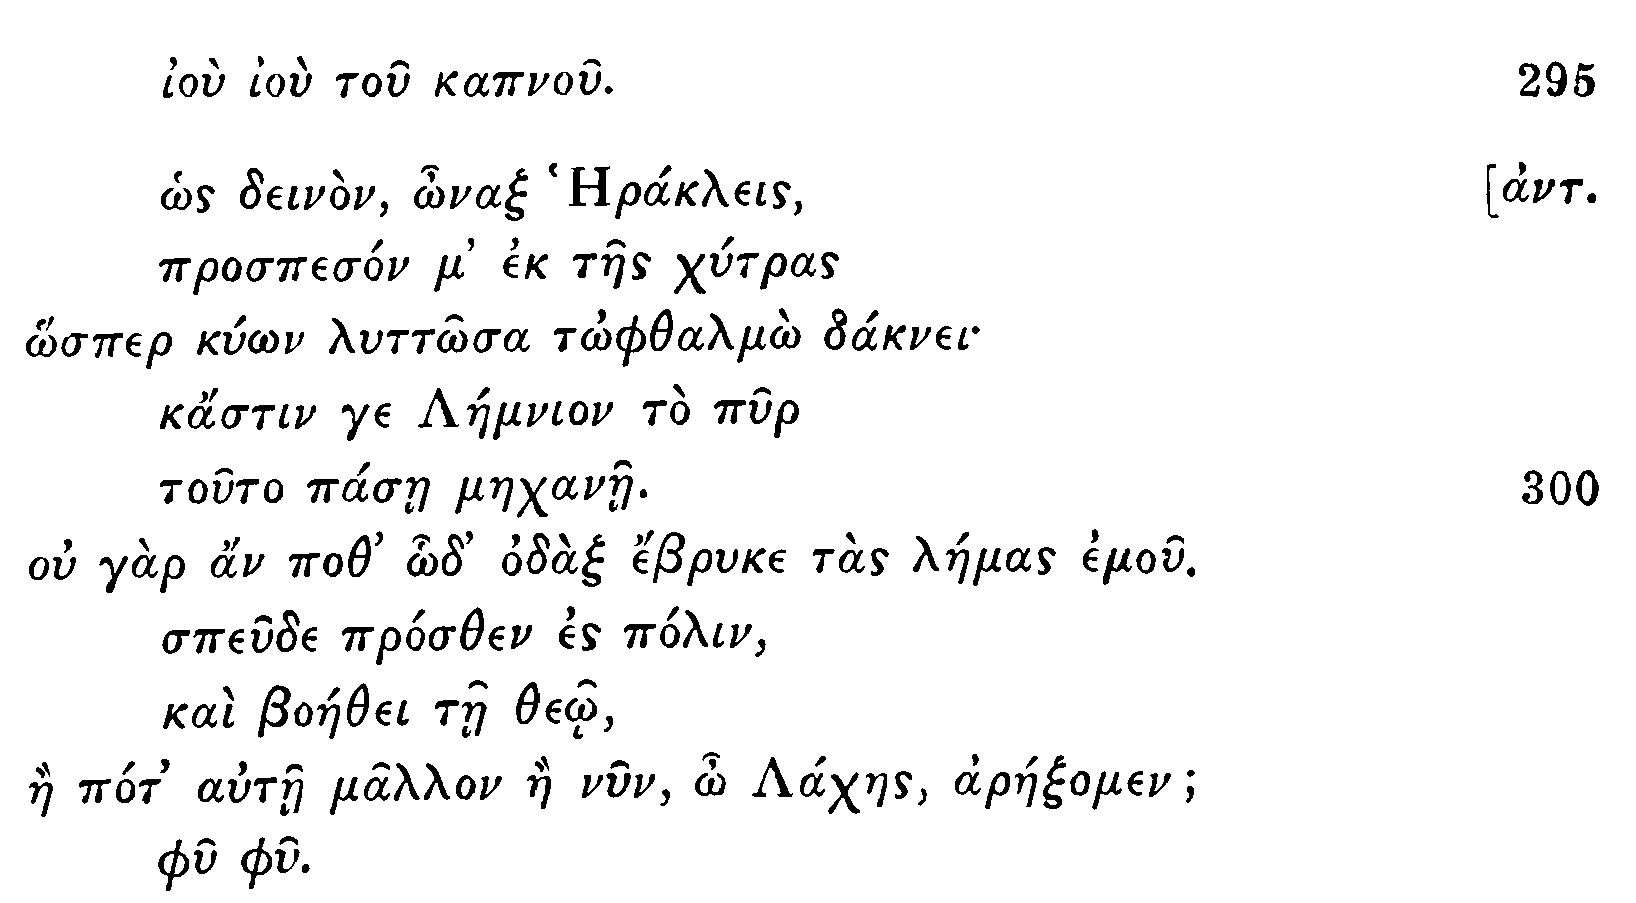 ἰοὺ ἰοὺ τοῦ καπνοῦ. 295
ὡς δεινὸν, ὦναξ Ἡράκλεις, [ἀντ.
προσπεσόν μ’ ἐκ τῆς χύτρας
ὥσπερ κύων λυττῶσα τὠφθαλμὼ δάκνει·
κἄστιν γε Λήμνιον τὸ πῦρ
τοῦτο πάσῃ μηχανῇ. 300
οὐ γὰρ ἄν ποθ’ ὧδ’ ὀδὰξ ἔβρυκε τὰς λήμας ἐμοῦ.
σπεῦδε πρόσθεν ἐς πόλιν,
καὶ βοήθει τῇ θεῷ,
ἢ πότ’ αὐτῇ μᾶλλον ἢ νῦν, ὦ Λάχης, ἀρήξομεν ;
φῦ φῦ.